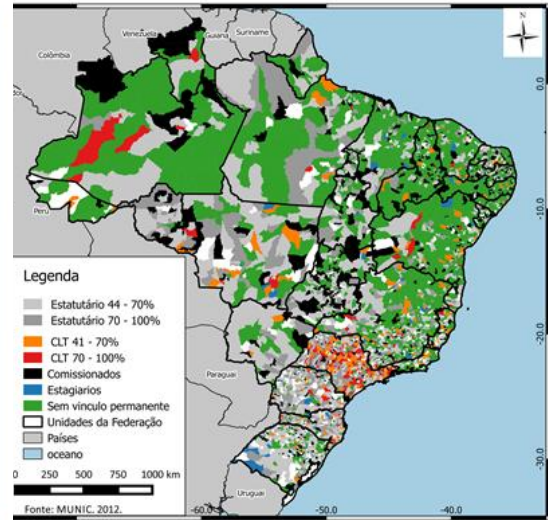 Venezuela
Guiana
Suriname
Colômbia
N
0.0
Peru
-10.0
Legenda
Estatutário 44 - 70%
Estatutário 70 - 100%
CLT 41 - 70%
CLT 70 - 100%
Comissionados
Estagiarios
Sem vinculo permanente
Unidades da Federação
Países
oceano
Paraguai
-20.0
0 250 500 750 1000 km
-30.0
Fonte: MUNIC, 2012.
Uruguai
-60.0
-50.0
-40.0